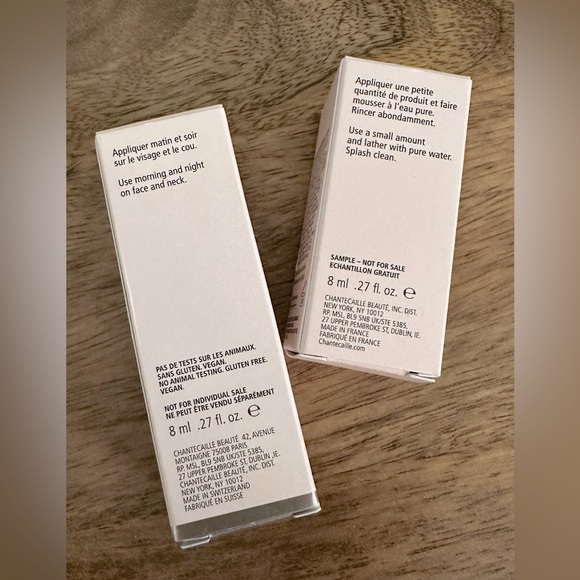 Appliquer matin et soir
sur le visage et le cou.
Use morning and night
on face and neck.
PAS DE TESTS SUR LES ANIMAUX.
SANS GLUTEN. VEGAN.
NO ANIMAL TESTING. GLUTEN FREE.
VEGAN.
NOT FOR INDIVIDUAL SALE
NE PEUT ÊTRE VENDU SÉPARÉMENT
8 ml .27 fl. oz. ℮
CHANTECAILLE BEAUTÉ 42, AVENUE
MONTAIGNE 75008 PARIS
RP. MSL, BL9 5NB UK/STE 5385,
27 UPPER PEMBROKE ST, DUBLIN ,IE.
CHANTECAILLE BEAUTÉ, INC. DIST.
NEW YORK, NY 10012
MADE IN SWITZERLAND
FABRIQUÉ EN SUISSE
Appliquer une petite
quantité de produit et faire
mousser à l'eau pure.
Rincer abondamment.
Use a small amount
and lather with pure water.
Splash clean.
SAMPLE – NOT FOR SALE
ECHANTILLON GRATUIT
8 ml .27 fl. oz. ℮
CHANTECAILLE BEAUTÉ, INC. DIST.
NEW YORK, NY 10012
RP. MSL, BL9 5NB UK/STE 5385,
27 UPPER PEMBROKE ST, DUBLIN, IE.
MADE IN FRANCE
FABRIQUÉ EN FRANCE
Chantecaille.com